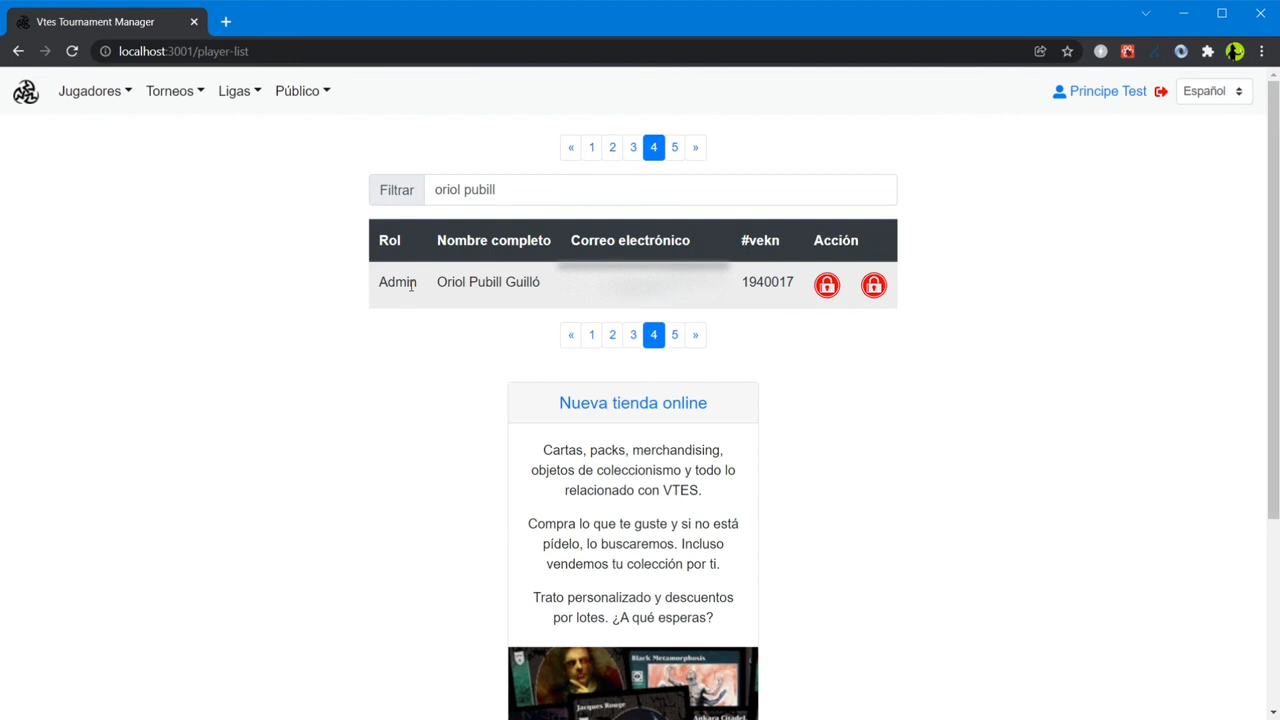 Vtes Tournament Manager
localhost:3001/player-list
Jugadores Torneos Ligas Público Principe Test Español
« 1 2 3 4 5 »
Filtrar oriol pubill
Rol Nombre completo Correo electrónico #vekn Acción
Admin Oriol Pubill Guilló 1940017
« 1 2 3 4 5 »
Nueva tienda online
Cartas, packs, merchandising,
objetos de coleccionismo y todo lo
relacionado con VTES.
Compra lo que te guste y si no está
pídelo, lo buscaremos. Incluso
vendemos tu colección por ti.
Trato personalizado y descuentos
por lotes. ¿A qué esperas?
Black Metamorphosis
Jacques Rouge
Ankara Citadel,